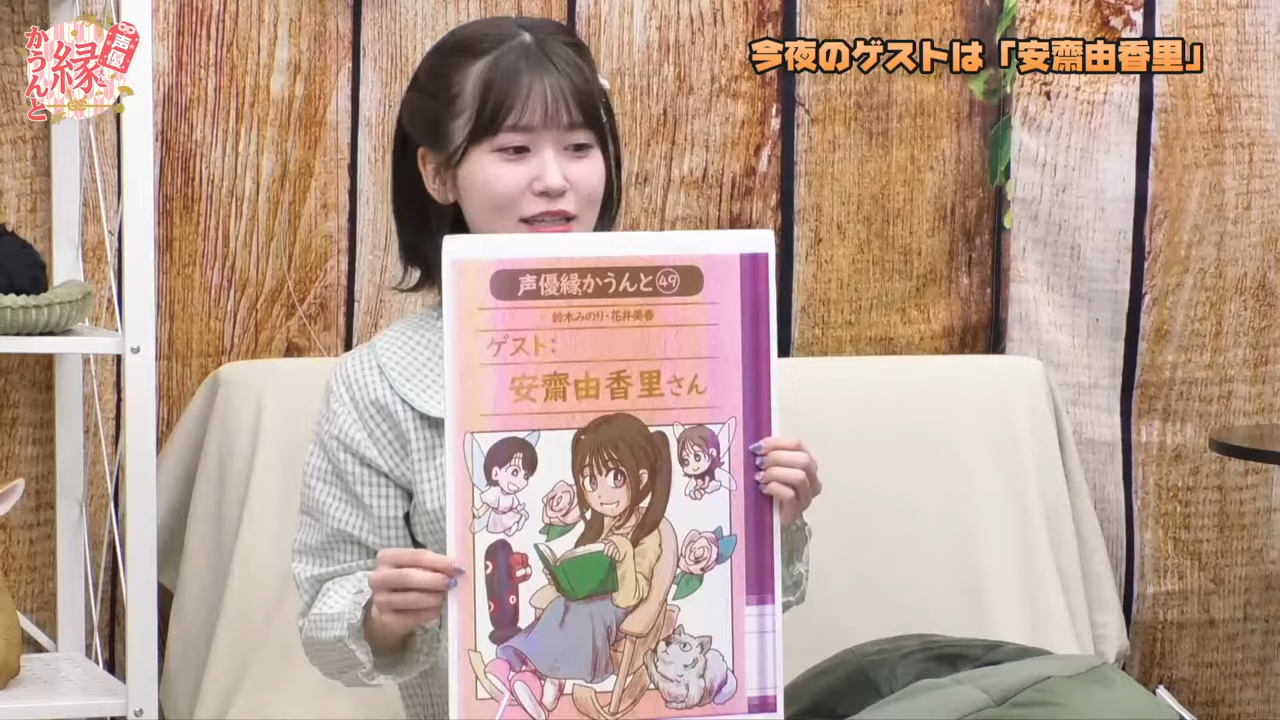 声優
縁
えん
かうんと
今夜のゲストは「安齋由香里」
声優縁かうんと㊾
鈴木みのり・花井美春
ゲスト:
安齋由香里さん